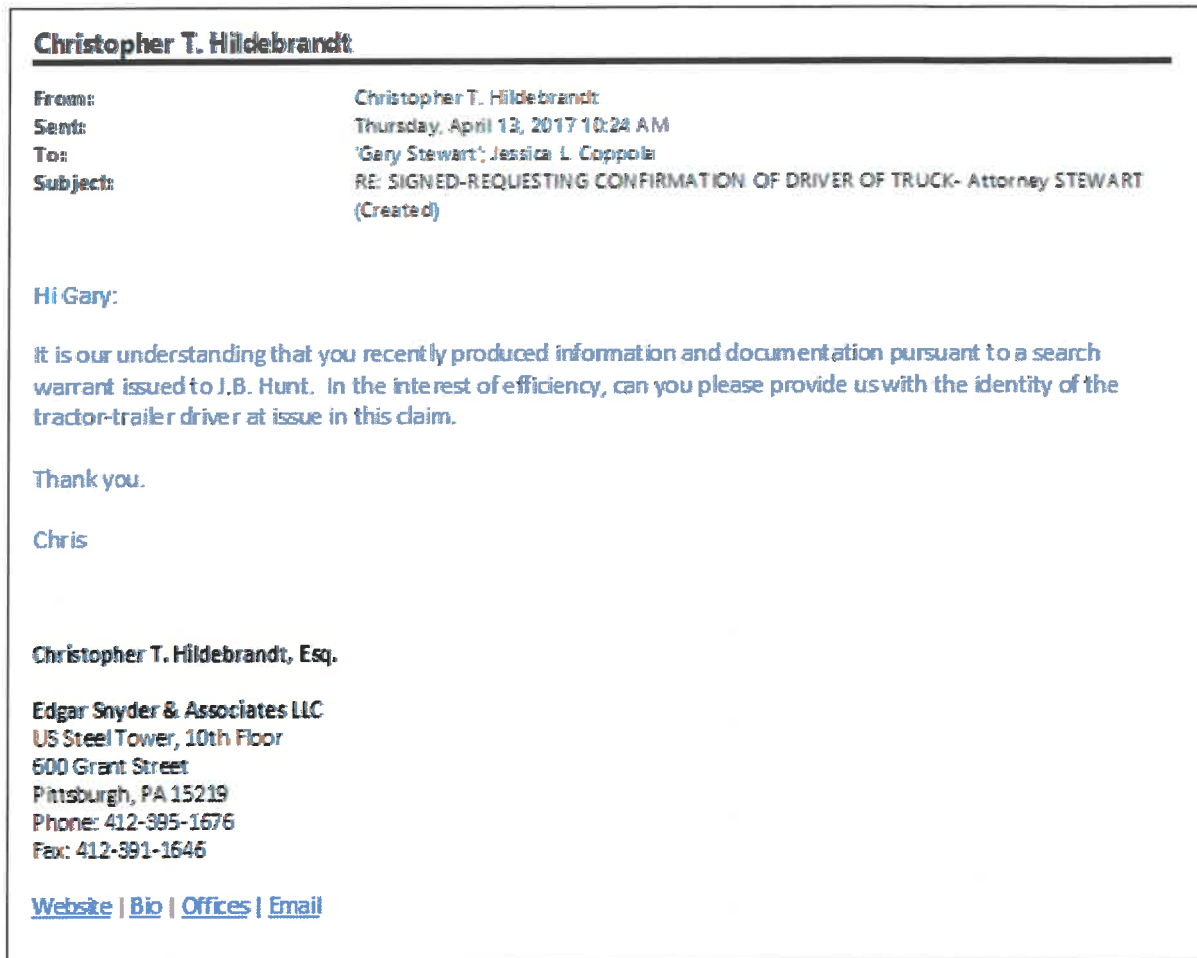 Christopher T. Hildebrandt
From: Christopher T. Hildebrandt
Sent: Thursday, April 13, 2017 10:24 AM
To: 'Gary Stewart'; Jessica L. Coppola
Subject: RE: SIGNED-REQUESTING CONFIRMATION OF DRIVER OF TRUCK- Attorney STEWART
(Created)
Hi Gary:
It is our understanding that you recently produced information and documentation pursuant to a search
warrant issued to J.B. Hunt. In the interest of efficiency, can you please provide us with the identity of the
tractor-trailer driver at issue in this claim.
Thank you.
Chris
Christopher T. Hildebrandt, Esq.
Edgar Snyder & Associates LLC
US Steel Tower, 10th Floor
600 Grant Street
Pittsburgh, PA 15219
Phone: 412-395-1676
Fax: 412-391-1646
Website | Bio | Offices | Email